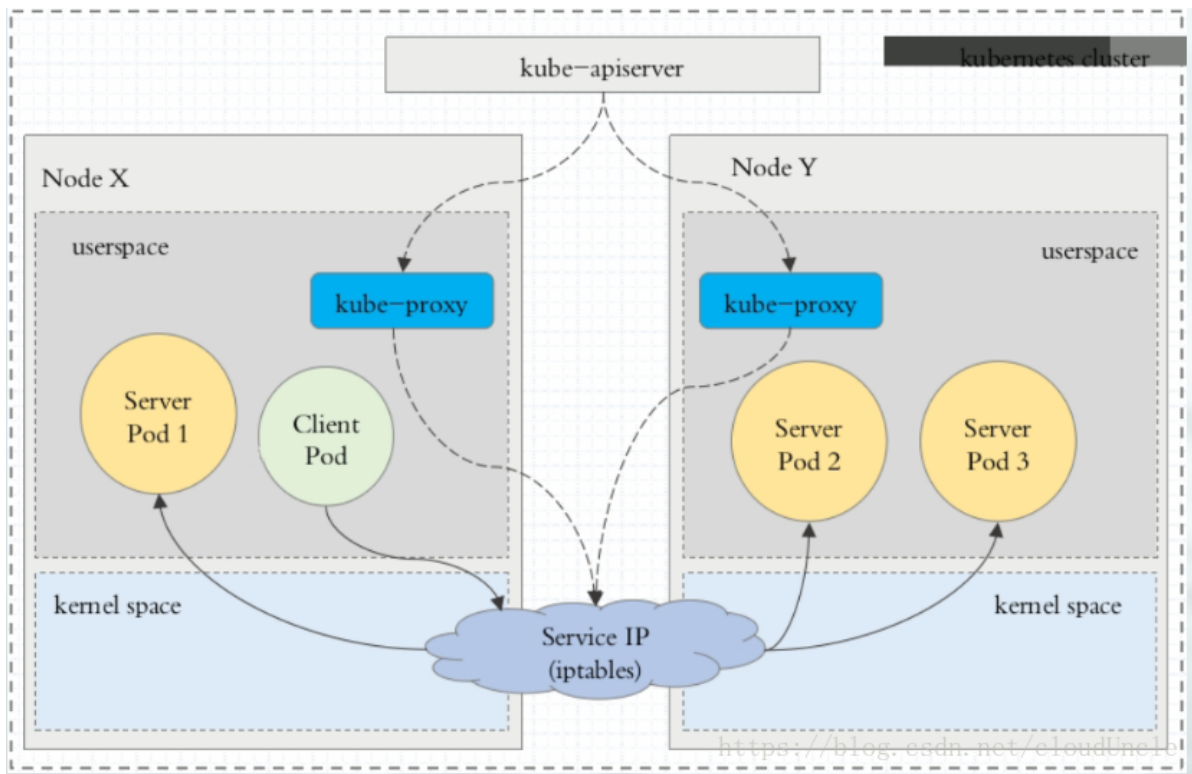 kube-apiserver
kubernetes cluster
Node X
Node Y
userspace
userspace
kube-proxy
kube-proxy
Server
Pod 1
Client
Pod
Server
Pod 2
Server
Pod 3
kernel space
kernel space
Service IP
(iptables)
https://blog.csdn.net/cloudUncle